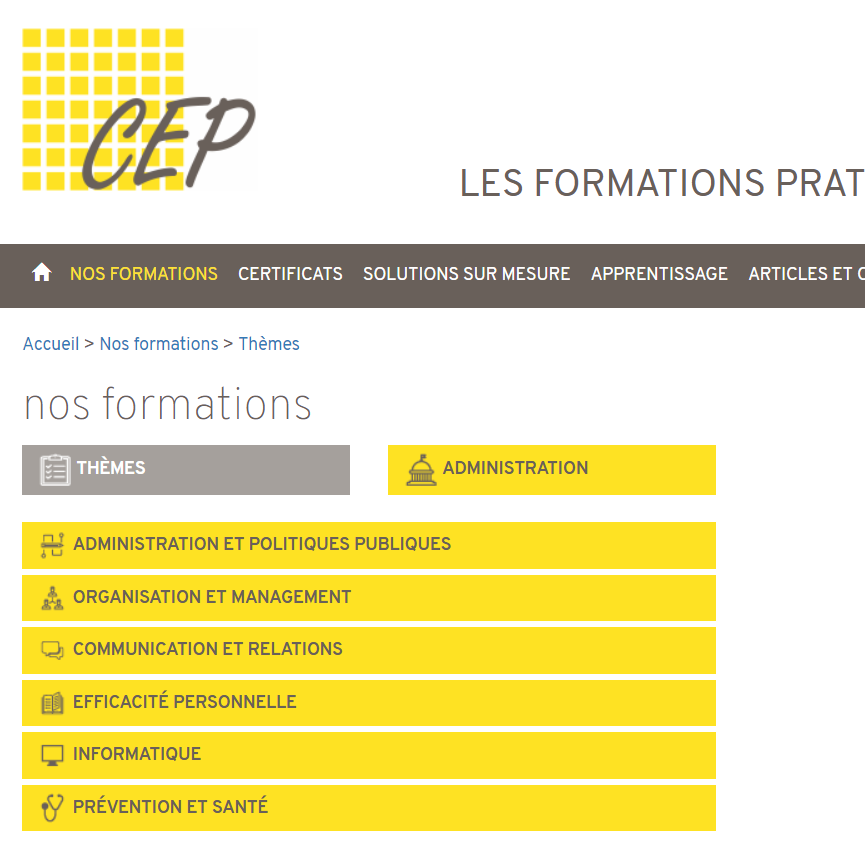 CEP
LES FORMATIONS PRAT
NOS FORMATIONS CERTIFICATS SOLUTIONS SUR MESURE APPRENTISSAGE ARTICLES ET
Accueil > Nos formations > Thèmes
nos formations
THÈMES ADMINISTRATION
ADMINISTRATION ET POLITIQUES PUBLIQUES
ORGANISATION ET MANAGEMENT
COMMUNICATION ET RELATIONS
EFFICACITÉ PERSONNELLE
INFORMATIQUE
PRÉVENTION ET SANTÉ